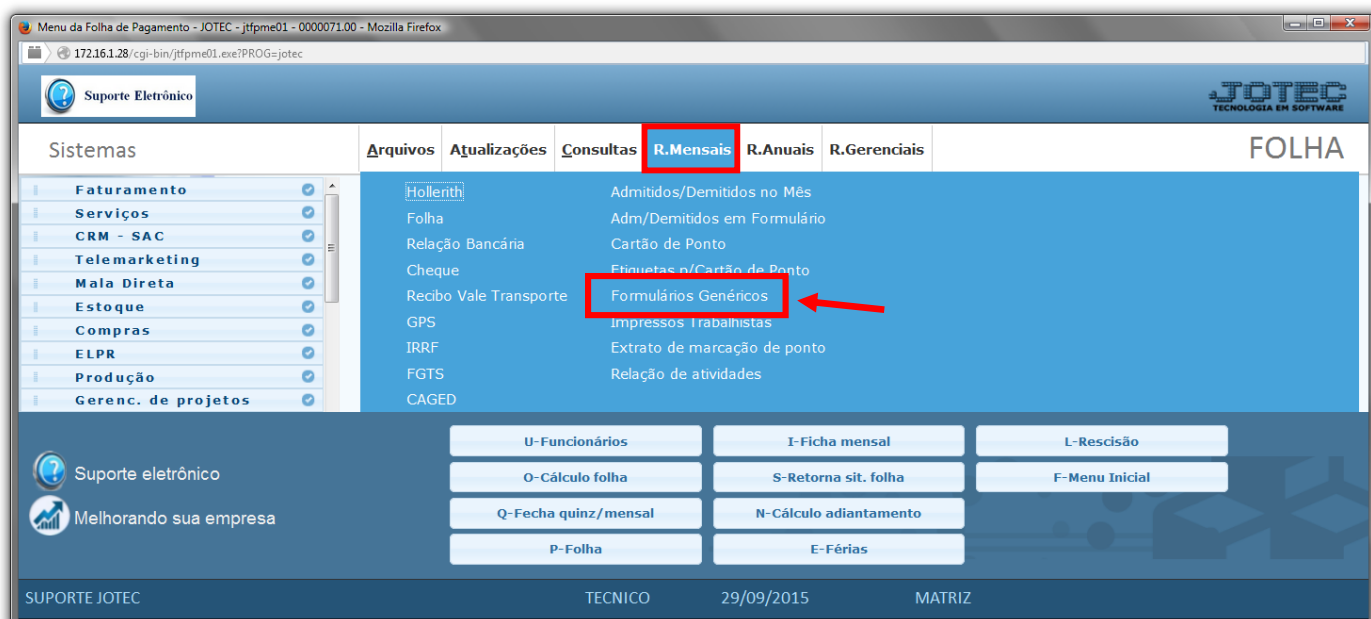 Menu da Folha de Pagamento - JOTEC - jtfpme01 - 0000071.00 - Mozilla Firefox
172.16.1.28/cgi-bin/jtfpme01.exe?PROG=jotec
Suporte Eletrônico
JOTEC
TECNOLOGIA EM SOFTWARE
Sistemas
Arquivos Atualizações Consultas R.Mensais R.Anuais R.Gerenciais
FOLHA
Faturamento
Serviços
CRM - SAC
Telemarketing
Mala Direta
Estoque
Compras
ELPR
Produção
Gerenc. de projetos
Hollerith
Folha
Relação Bancária
Cheque
Recibo Vale Transporte
GPS
IRRF
FGTS
CAGED
Admitidos/Demitidos no Mês
Adm/Demitidos em Formulário
Cartão de Ponto
Etiquetas p/Cartão de Ponto
Formulários Genéricos
Impressos Trabalhistas
Extrato de marcação de ponto
Relação de atividades
Suporte eletrônico
Melhorando sua empresa
U-Funcionários I-Ficha mensal L-Rescisão
O-Cálculo folha S-Retorna sit. folha F-Menu Inicial
Q-Fecha quinz/mensal N-Cálculo adiantamento
P-Folha E-Férias
SUPORTE JOTEC TECNICO 29/09/2015 MATRIZ